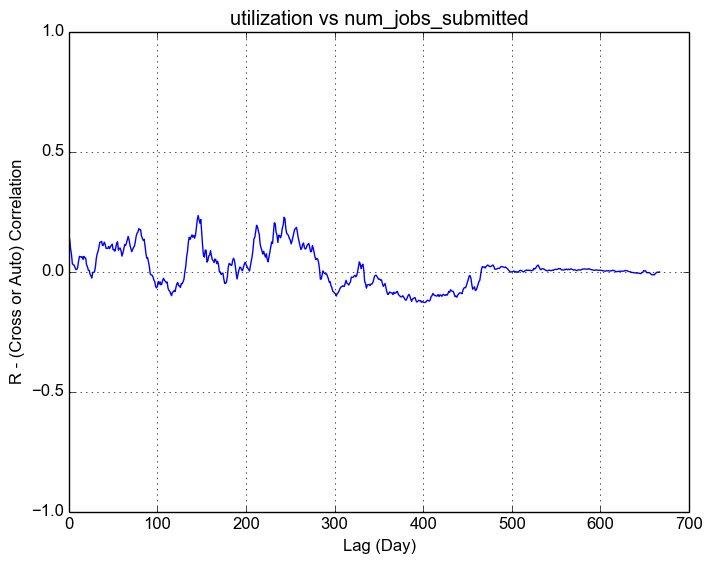 utilization vs num_jobs_submitted
1.0
0.5
0.0
−0.5
−1.0
R - (Cross or Auto) Correlation
0 100 200 300 400 500 600 700
Lag (Day)